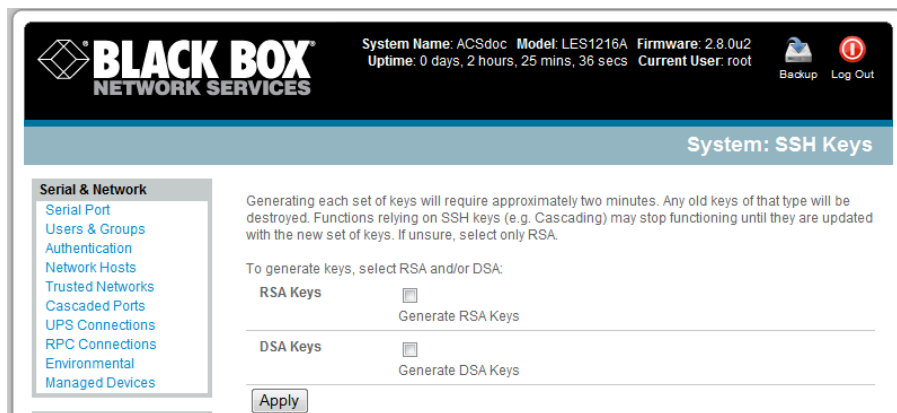 BLACK BOX®
NETWORK SERVICES
System Name: ACSdoc Model: LES1216A Firmware: 2.8.0u2
Uptime: 0 days, 2 hours, 25 mins, 36 secs Current User: root
Backup
Log Out
System: SSH Keys
Serial & Network
Serial Port
Users & Groups
Authentication
Network Hosts
Trusted Networks
Cascaded Ports
UPS Connections
RPC Connections
Environmental
Managed Devices
Generating each set of keys will require approximately two minutes. Any old keys of that type will be
destroyed. Functions relying on SSH keys (e.g. Cascading) may stop functioning until they are updated
with the new set of keys. If unsure, select only RSA.
To generate keys, select RSA and/or DSA:
RSA Keys
Generate RSA Keys
DSA Keys
Generate DSA Keys
Apply